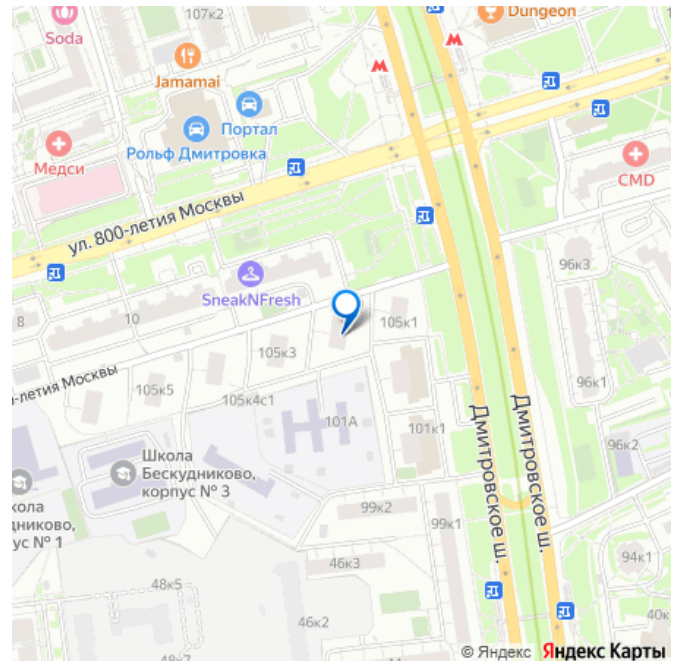 107к2
Soda
Dungeon
Jamamai
Портал
Рольф Дмитровка
Медси
CMD
ул. 800-летия Москвы
96к3
SneakNFresh
8
10
105к1
105к3
-летия Москвы
105к5
96к1
105к4с1
101А
101к1
Дмитровское ш.
Дмитровское ш.
96к2
Школа
Бескудниково,
корпус № 3
кола
дниково,
ус № 1
99к2
99к1
46к3
94к1
48к5
46к2
40к
48к7
© Яндекс Яндекс Карты